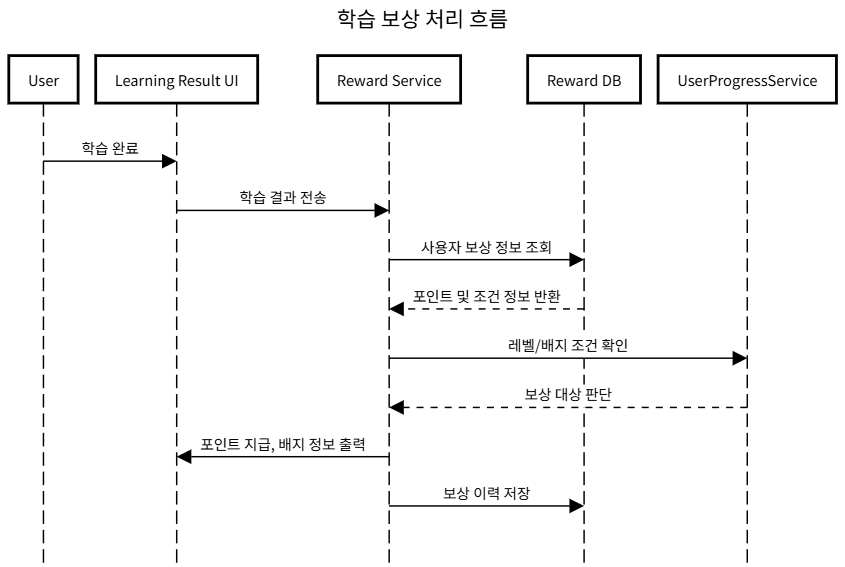 학습 보상 처리 흐름
User
Learning Result UI
Reward Service
Reward DB
UserProgressService
학습 완료
학습 결과 전송
사용자 보상 정보 조회
포인트 및 조건 정보 반환
레벨/배지 조건 확인
보상 대상 판단
포인트 지급, 배지 정보 출력
보상 이력 저장